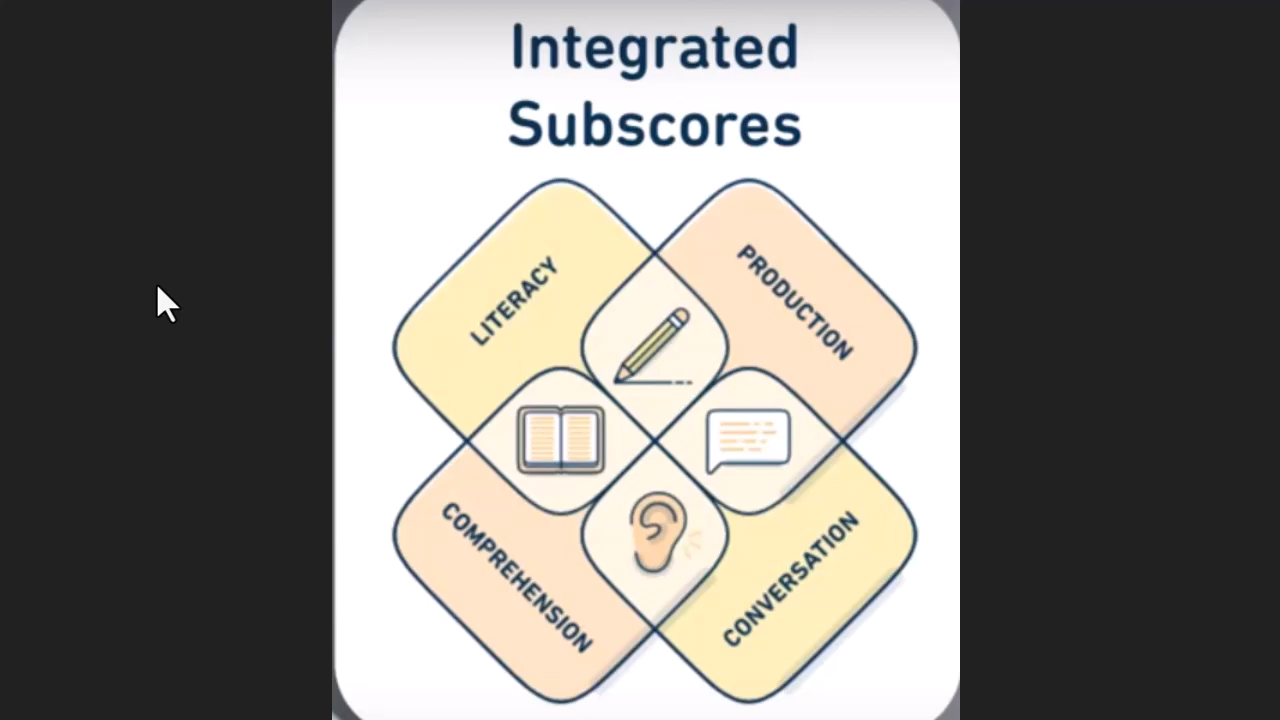 Integrated
Subscores
LITERACY
PRODUCTION
COMPREHENSION
CONVERSATION